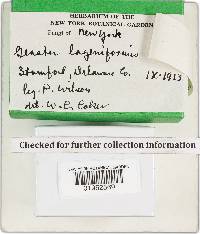 HERBARIUM OF THE
NEW YORK BOTANICAL GARDEN
Fungi of New York
Geaster lageniformis
Stamford, Delaware Co. IX-1913
leg. P. Wilson
det. W. C. Coker
Checked for further collection information